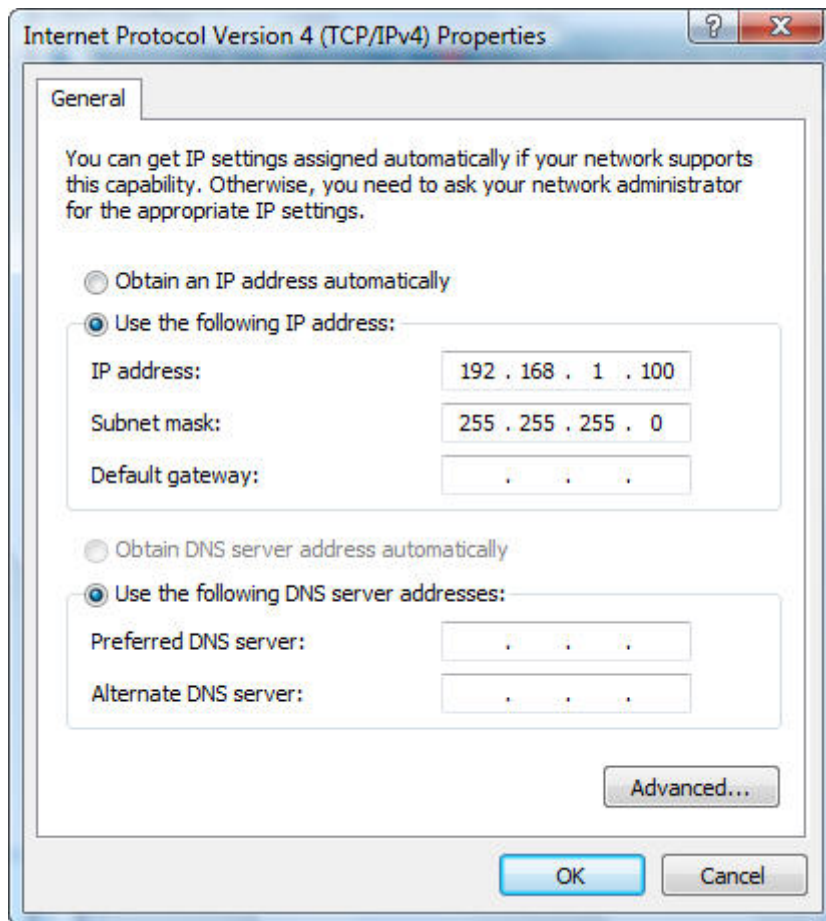 Internet Protocol Version 4 (TCP/IPv4) Properties
General
You can get IP settings assigned automatically if your network supports
this capability. Otherwise, you need to ask your network administrator
for the appropriate IP settings.
Obtain an IP address automatically
Use the following IP address:
IP address: 192 . 168 . 1 . 100
Subnet mask: 255 . 255 . 255 . 0
Default gateway: . . .
Obtain DNS server address automatically
Use the following DNS server addresses:
Preferred DNS server: . . .
Alternate DNS server: . . .
Advanced...
OK Cancel